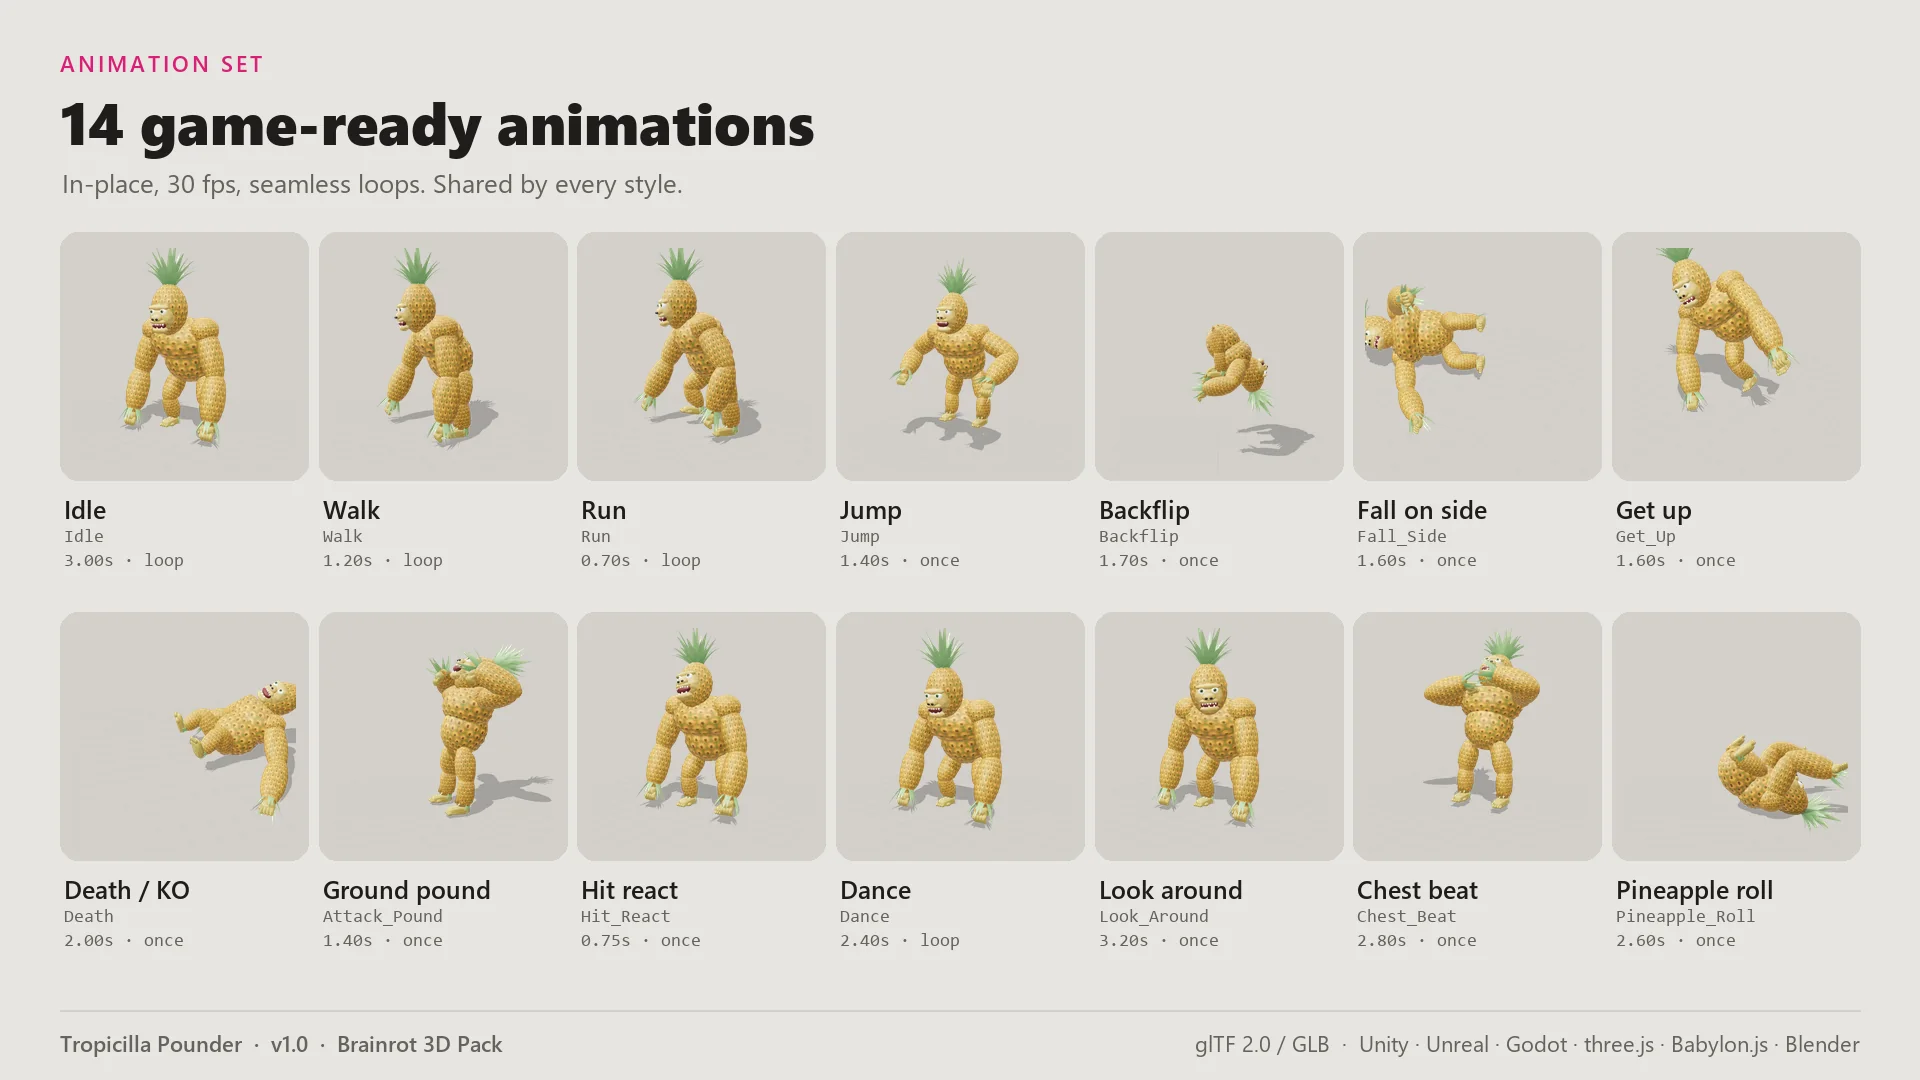 ANIMATION SET
14 game-ready animations
In-place, 30 fps, seamless loops. Shared by every style.
Idle
Idle
3.00s · loop
Walk
Walk
1.20s · loop
Run
Run
0.70s · loop
Jump
Jump
1.40s · once
Backflip
Backflip
1.70s · once
Fall on side
Fall_Side
1.60s · once
Get up
Get_Up
1.60s · once
Death / KO
Death
2.00s · once
Ground pound
Attack_Pound
1.40s · once
Hit react
Hit_React
0.75s · once
Dance
Dance
2.40s · loop
Look around
Look_Around
3.20s · once
Chest beat
Chest_Beat
2.80s · once
Pineapple roll
Pineapple_Roll
2.60s · once
Tropicilla Pounder · v1.0 · Brainrot 3D Pack
glTF 2.0 / GLB · Unity · Unreal · Godot · three.js · Babylon.js · Blender